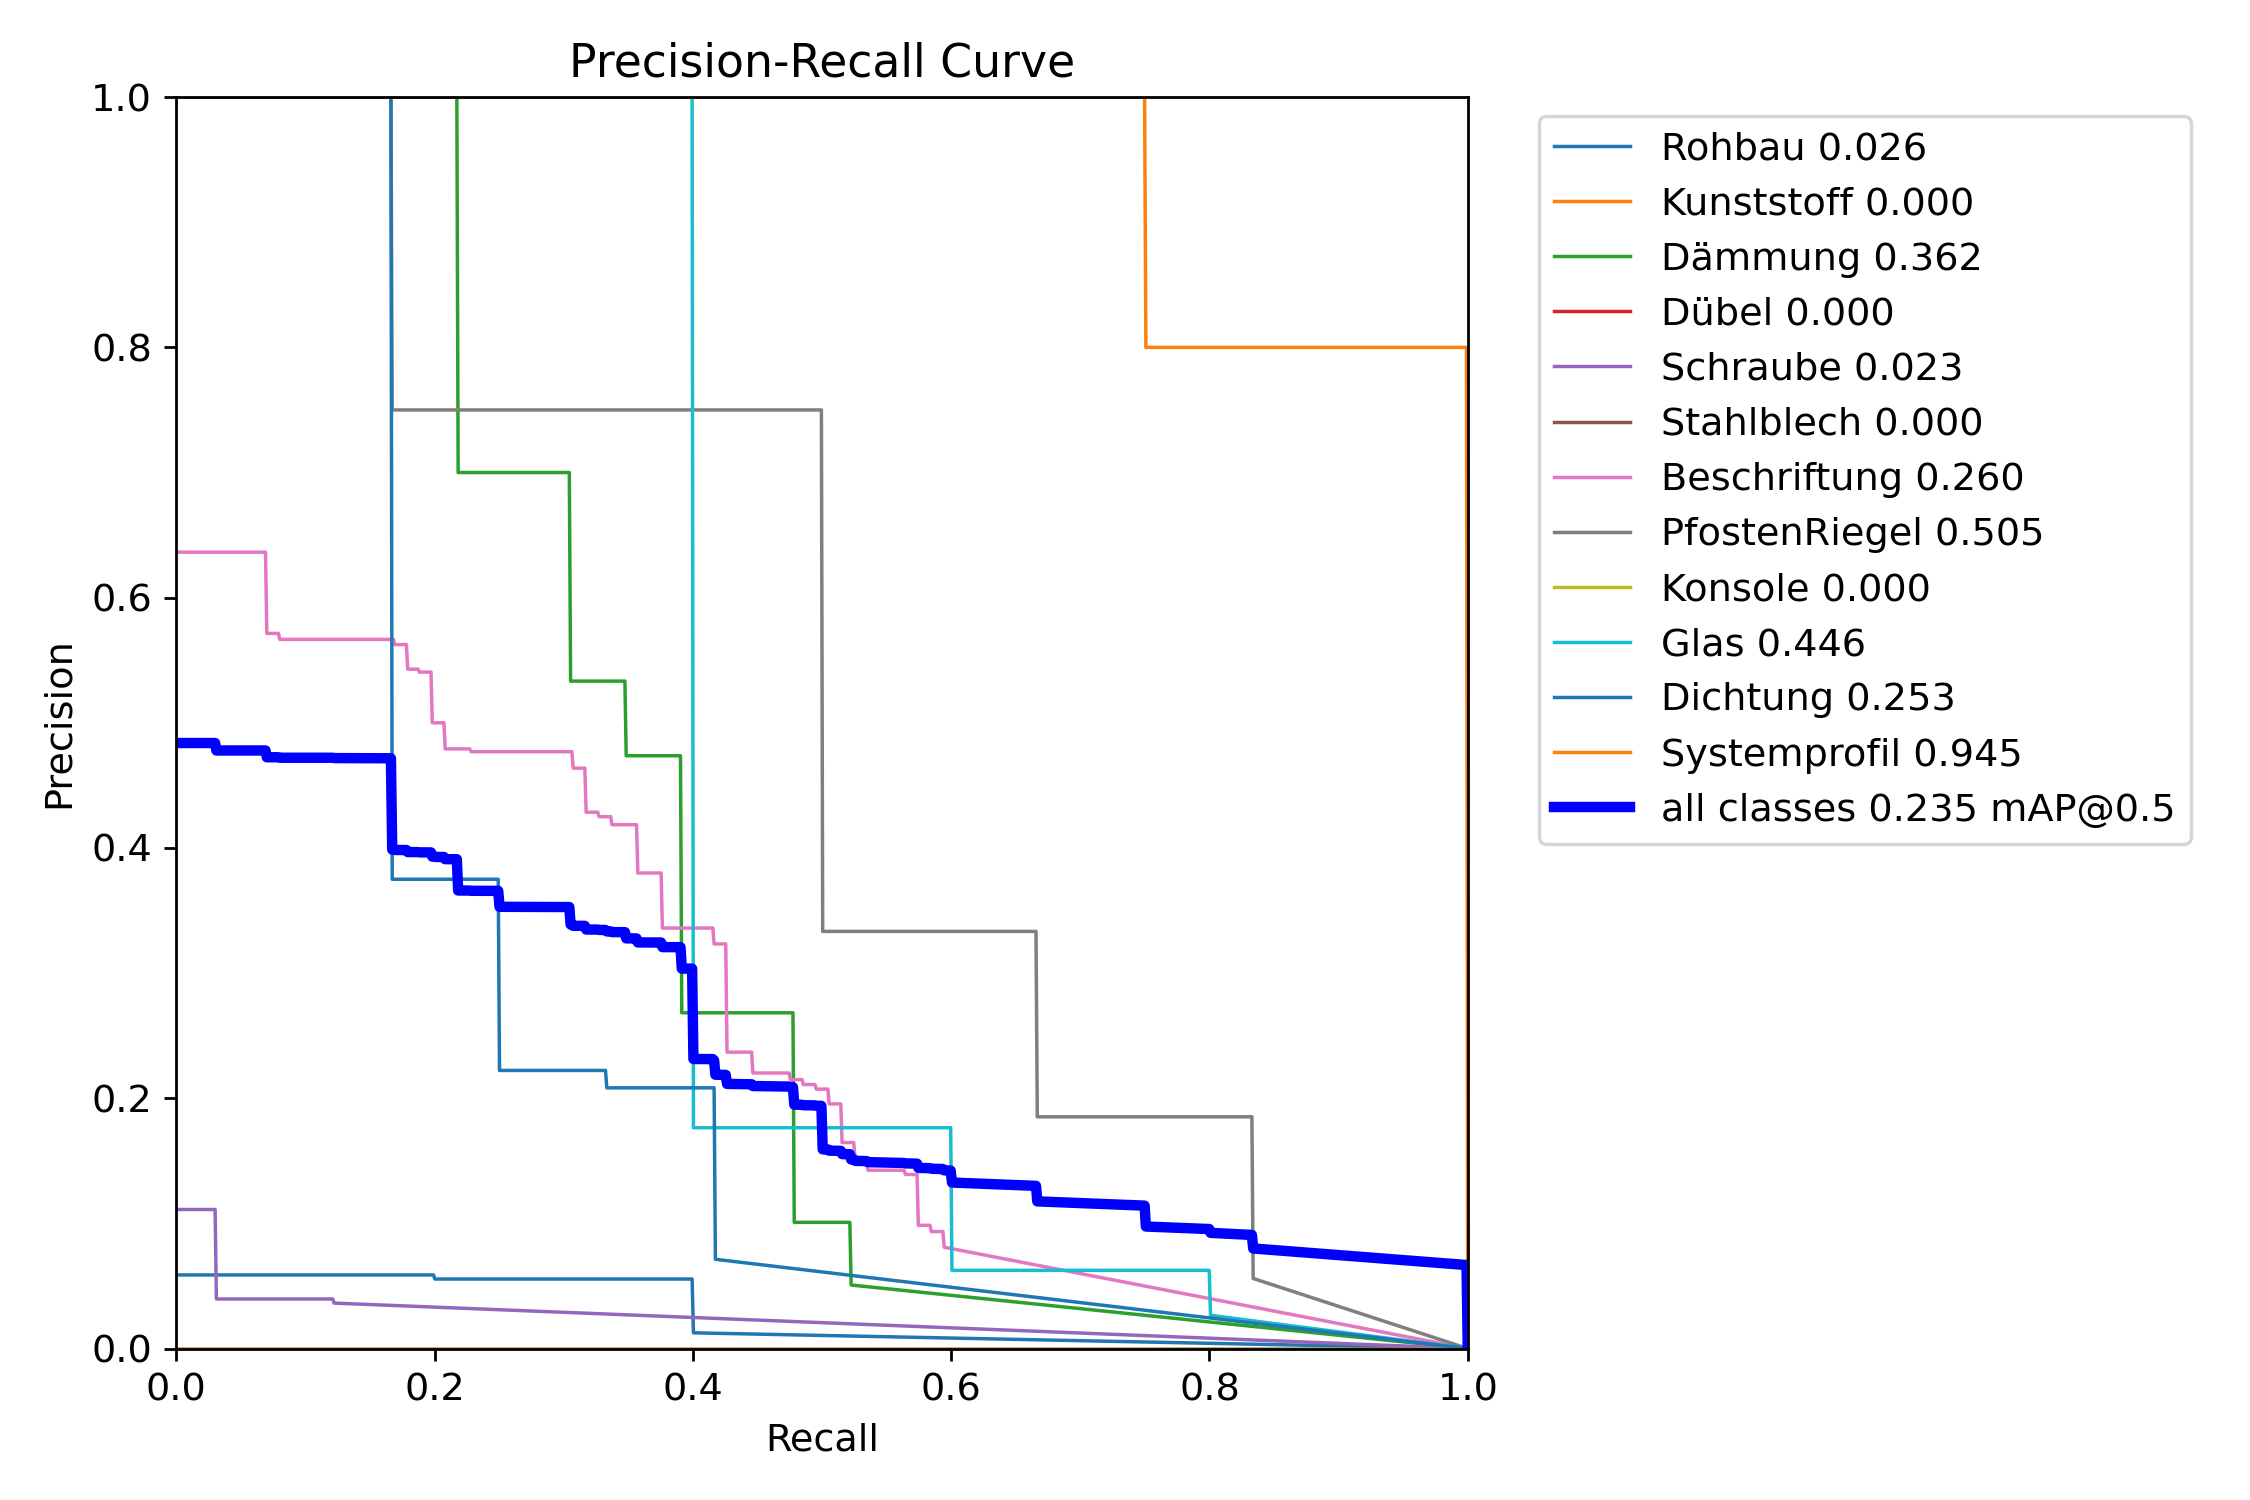 Precision-Recall Curve
1.0
0.8
0.6
0.4
0.2
0.0
Precision
0.0 0.2 0.4 0.6 0.8 1.0
Recall
Rohbau 0.026
Kunststoff 0.000
Dämmung 0.362
Dübel 0.000
Schraube 0.023
Stahlblech 0.000
Beschriftung 0.260
PfostenRiegel 0.505
Konsole 0.000
Glas 0.446
Dichtung 0.253
Systemprofil 0.945
all classes 0.235 mAP@0.5